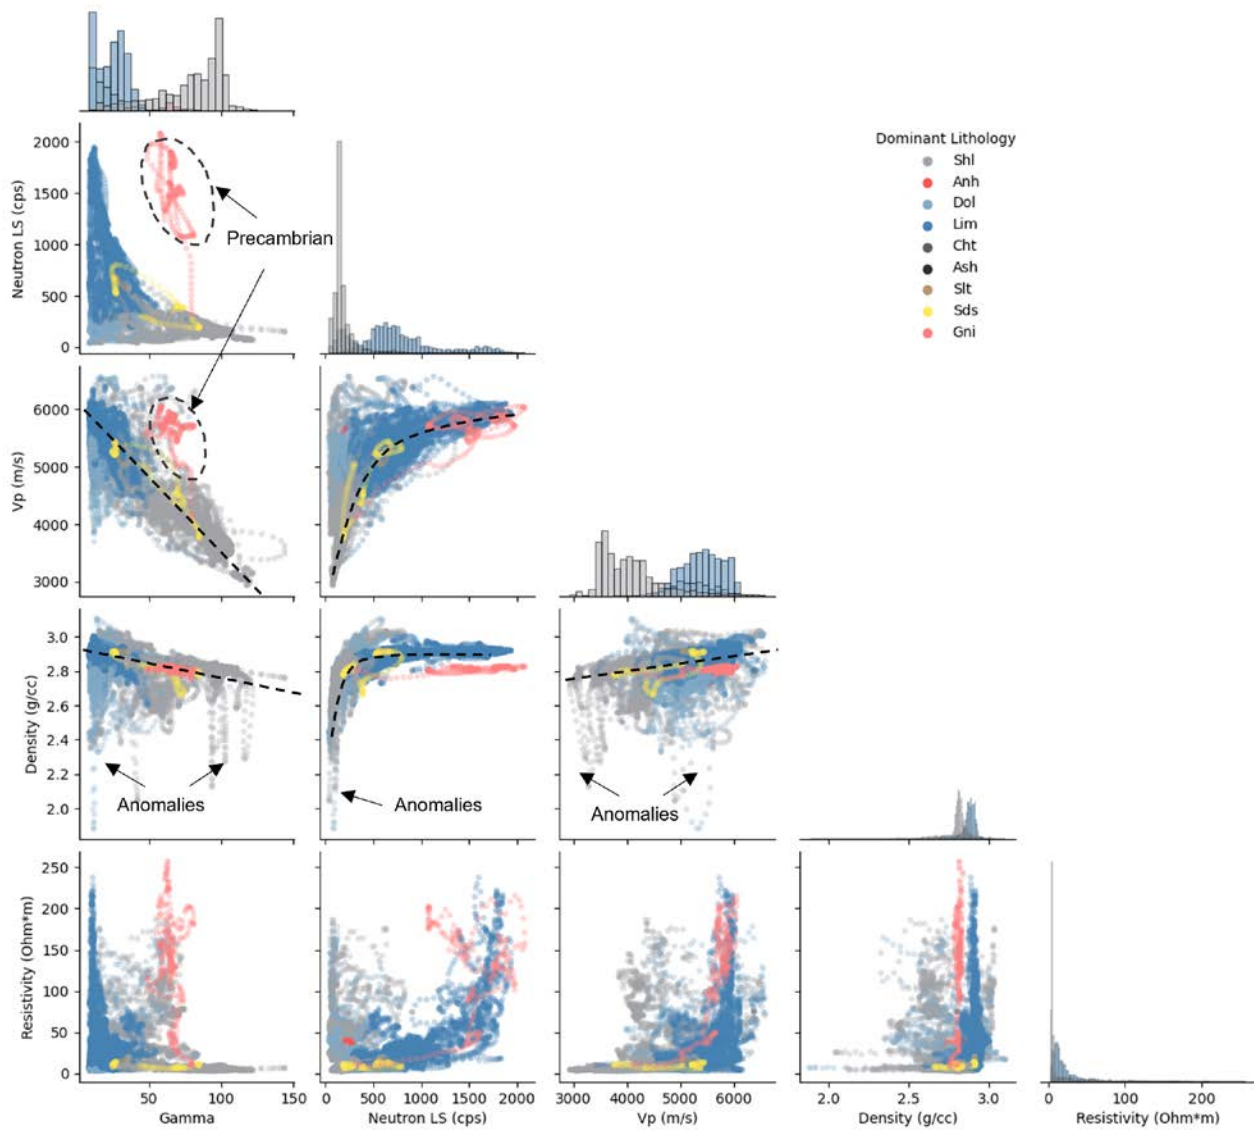 2000
1500
1000
500
0
Neutron LS (cps)
Precambrian
Dominant Lithology
Shl
Anh
Dol
Lim
Cht
Ash
Slt
Sds
Gni
6000
5000
4000
3000
Vp (m/s)
3.0
2.8
2.6
2.4
2.2
2.0
Density (g/cc)
Anomalies
Anomalies
Anomalies
250
200
150
100
50
0
Resistivity (Ohm*m)
50 100 150
0 500 1000 1500 2000
3000 4000 5000 6000
2.0 2.5 3.0
0 100 200
Gamma
Neutron LS (cps)
Vp (m/s)
Density (g/cc)
Resistivity (Ohm*m)